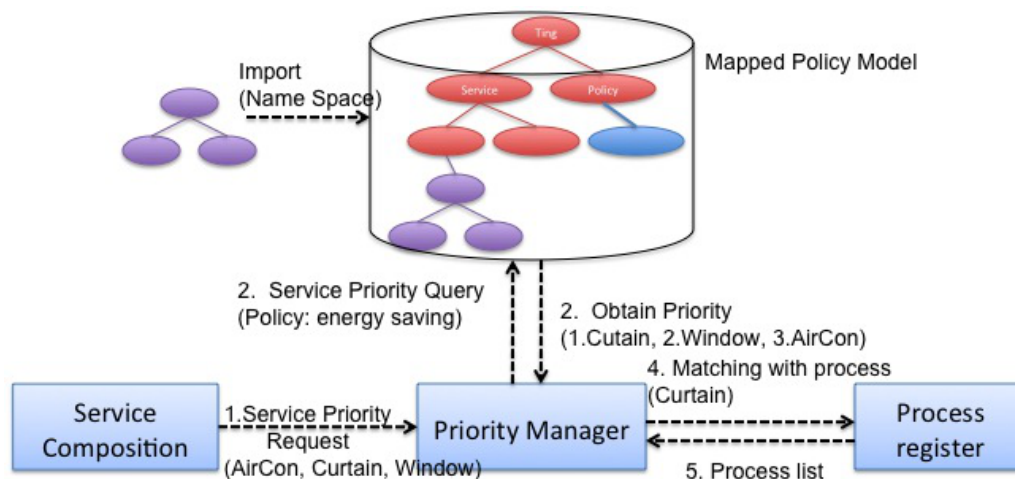 Ting
Mapped Policy Model
Import
(Name Space)
Service
Policy
2. Service Priority Query
(Policy: energy saving)
2. Obtain Priority
(1.Cutain, 2.Window, 3.AirCon)
4. Matching with process
(Curtain)
Service
Composition
1.Service Priority
Request
(AirCon, Curtain, Window)
Priority Manager
Process
register
5. Process list